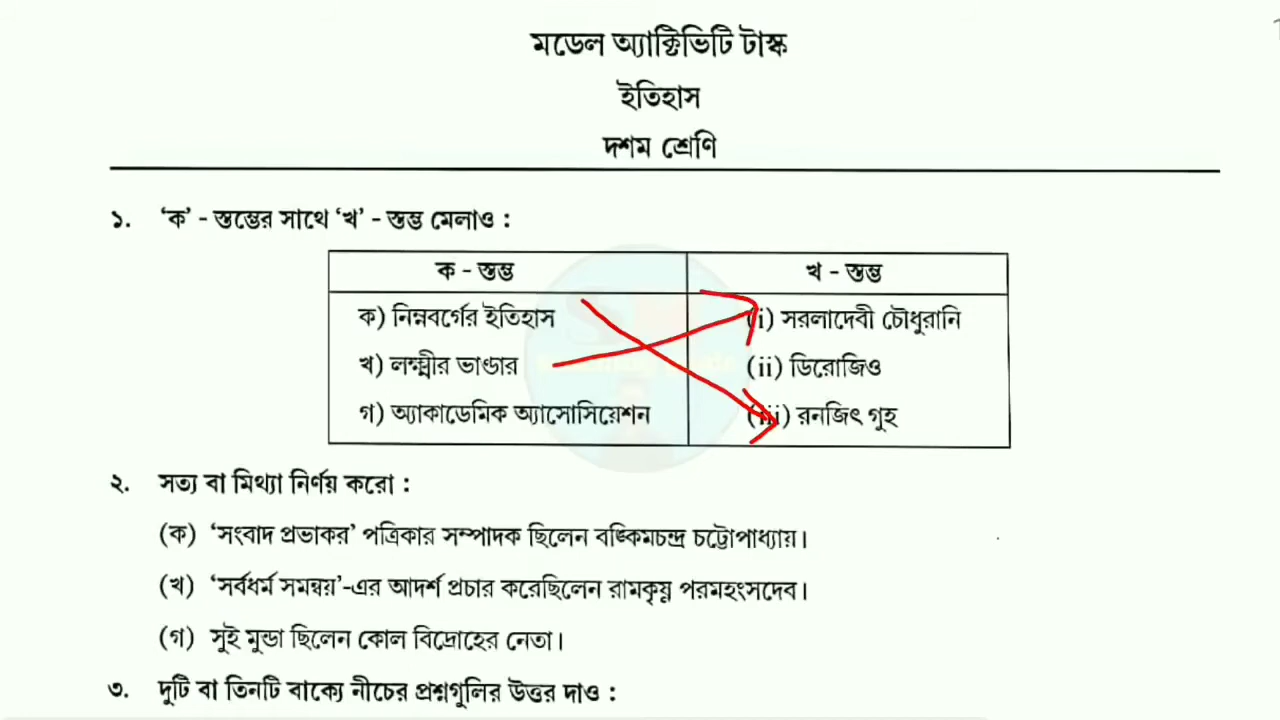 মডেল অ্যাক্টিভিটি টাস্ক
ইতিহাস
দশম শ্রেণি
১. ‘ক’ - স্তম্ভের সাথে ‘খ’ - স্তম্ভ মেলাও :
ক - স্তম্ভ খ - স্তম্ভ
ক) নিম্নবর্গের ইতিহাস (i) সরলাদেবী চৌধুরানি
খ) লক্ষ্মীর ভাণ্ডার (ii) ডিরোজিও
গ) অ্যাকাডেমিক অ্যাসোসিয়েশন (iii) রনজিৎ গুহ
২. সত্য বা মিথ্যা নির্ণয় করো :
(ক) ‘সংবাদ প্রভাকর’ পত্রিকার সম্পাদক ছিলেন বঙ্কিমচন্দ্র চট্টোপাধ্যায়।
(খ) ‘সর্বধর্ম সমন্বয়’-এর আদর্শ প্রচার করেছিলেন রামকৃষ্ণ পরমহংসদেব।
(গ) সুই মুন্ডা ছিলেন কোল বিদ্রোহের নেতা।
৩. দুটি বা তিনটি বাক্যে নীচের প্রশ্নগুলির উত্তর দাও :